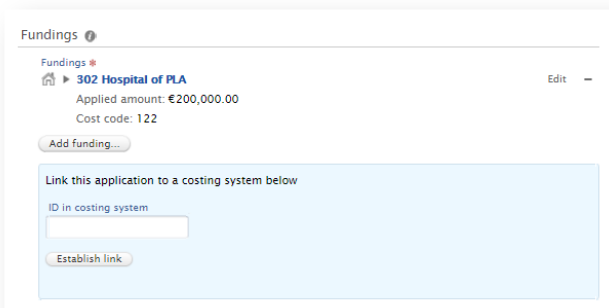 Fundings
Fundings *
302 Hospital of PLA Edit
Applied amount: €200,000.00
Cost code: 122
Add funding...
Link this application to a costing system below
ID in costing system
Establish link